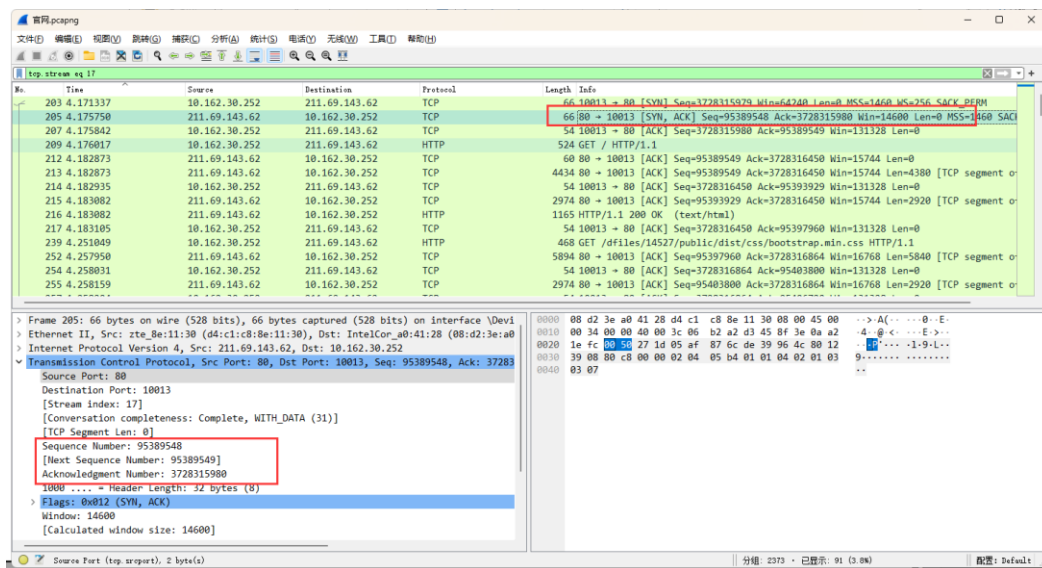 官网.pcapng
文件(F) 编辑(E) 视图(V) 跳转(G) 捕获(C) 分析(A) 统计(S) 电话(Y) 无线(W) 工具(T) 帮助(H)
tcp.stream eq 17
No. Time Source Destination Protocol Length Info
203 4.171337 10.162.30.252 211.69.143.62 TCP 66 10013 → 80 [SYN] Seq=3728315979 Win=64240 Len=0 MSS=1460 WS=256 SACK_PERM
205 4.175750 211.69.143.62 10.162.30.252 TCP 66 80 → 10013 [SYN, ACK] Seq=95389548 Ack=3728315980 Win=14600 Len=0 MSS=1460 SAC
207 4.175842 10.162.30.252 211.69.143.62 TCP 54 10013 → 80 [ACK] Seq=3728315980 Ack=95389549 Win=131328 Len=0
209 4.176017 10.162.30.252 211.69.143.62 HTTP 524 GET / HTTP/1.1
212 4.182873 211.69.143.62 10.162.30.252 TCP 60 80 → 10013 [ACK] Seq=95389549 Ack=3728316450 Win=15744 Len=0
213 4.182873 211.69.143.62 10.162.30.252 TCP 4434 80 → 10013 [ACK] Seq=95389549 Ack=3728316450 Win=15744 Len=4380 [TCP segment o
214 4.182935 10.162.30.252 211.69.143.62 TCP 54 10013 → 80 [ACK] Seq=3728316450 Ack=95393929 Win=131328 Len=0
215 4.183082 211.69.143.62 10.162.30.252 TCP 2974 80 → 10013 [ACK] Seq=95393929 Ack=3728316450 Win=15744 Len=2920 [TCP segment o
216 4.183082 211.69.143.62 10.162.30.252 HTTP 1165 HTTP/1.1 200 OK (text/html)
217 4.183105 10.162.30.252 211.69.143.62 TCP 54 10013 → 80 [ACK] Seq=3728316450 Ack=95397960 Win=131328 Len=0
239 4.251049 10.162.30.252 211.69.143.62 HTTP 468 GET /dfiles/14527/public/dist/css/bootstrap.min.css HTTP/1.1
252 4.257950 211.69.143.62 10.162.30.252 TCP 5894 80 → 10013 [ACK] Seq=95397960 Ack=3728316864 Win=16768 Len=5840 [TCP segment o
254 4.258031 10.162.30.252 211.69.143.62 TCP 54 10013 → 80 [ACK] Seq=3728316864 Ack=95403800 Win=131328 Len=0
255 4.258159 211.69.143.62 10.162.30.252 TCP 2974 80 → 10013 [ACK] Seq=95403800 Ack=3728316864 Win=16768 Len=2920 [TCP segment o
Frame 205: 66 bytes on wire (528 bits), 66 bytes captured (528 bits) on interface \Devi
Ethernet II, Src: zte_8e:11:30 (d4:c1:c8:8e:11:30), Dst: IntelCor_a0:41:28 (08:d2:3e:a0
Internet Protocol Version 4, Src: 211.69.143.62, Dst: 10.162.30.252
Transmission Control Protocol, Src Port: 80, Dst Port: 10013, Seq: 95389548, Ack: 37283
Source Port: 80
Destination Port: 10013
[Stream index: 17]
[Conversation completeness: Complete, WITH_DATA (31)]
[TCP Segment Len: 0]
Sequence Number: 95389548
[Next Sequence Number: 95389549]
Acknowledgment Number: 3728315980
1000 .... = Header Length: 32 bytes (8)
Flags: 0x012 (SYN, ACK)
Window: 14600
[Calculated window size: 14600]
0000 08 d2 3e a0 41 28 d4 c1 c8 8e 11 30 08 00 45 00 ··>·A(·· ···0··E·
0010 00 34 00 00 40 00 3c 06 b2 a2 d3 45 8f 3e 0a a2 ·4··@·<· ···E·>··
0020 1e fc 00 50 27 1d 05 af 87 6c de 39 96 4c 80 12 ···P'··· ·l·9·L··
0030 39 08 80 c8 00 00 02 04 05 b4 01 01 04 02 01 03 9······· ········
0040 03 07 ··
Source Port (tcp.srcport), 2 byte(s)
分组: 2373 · 已显示: 91 (3.8%)
配置: Default